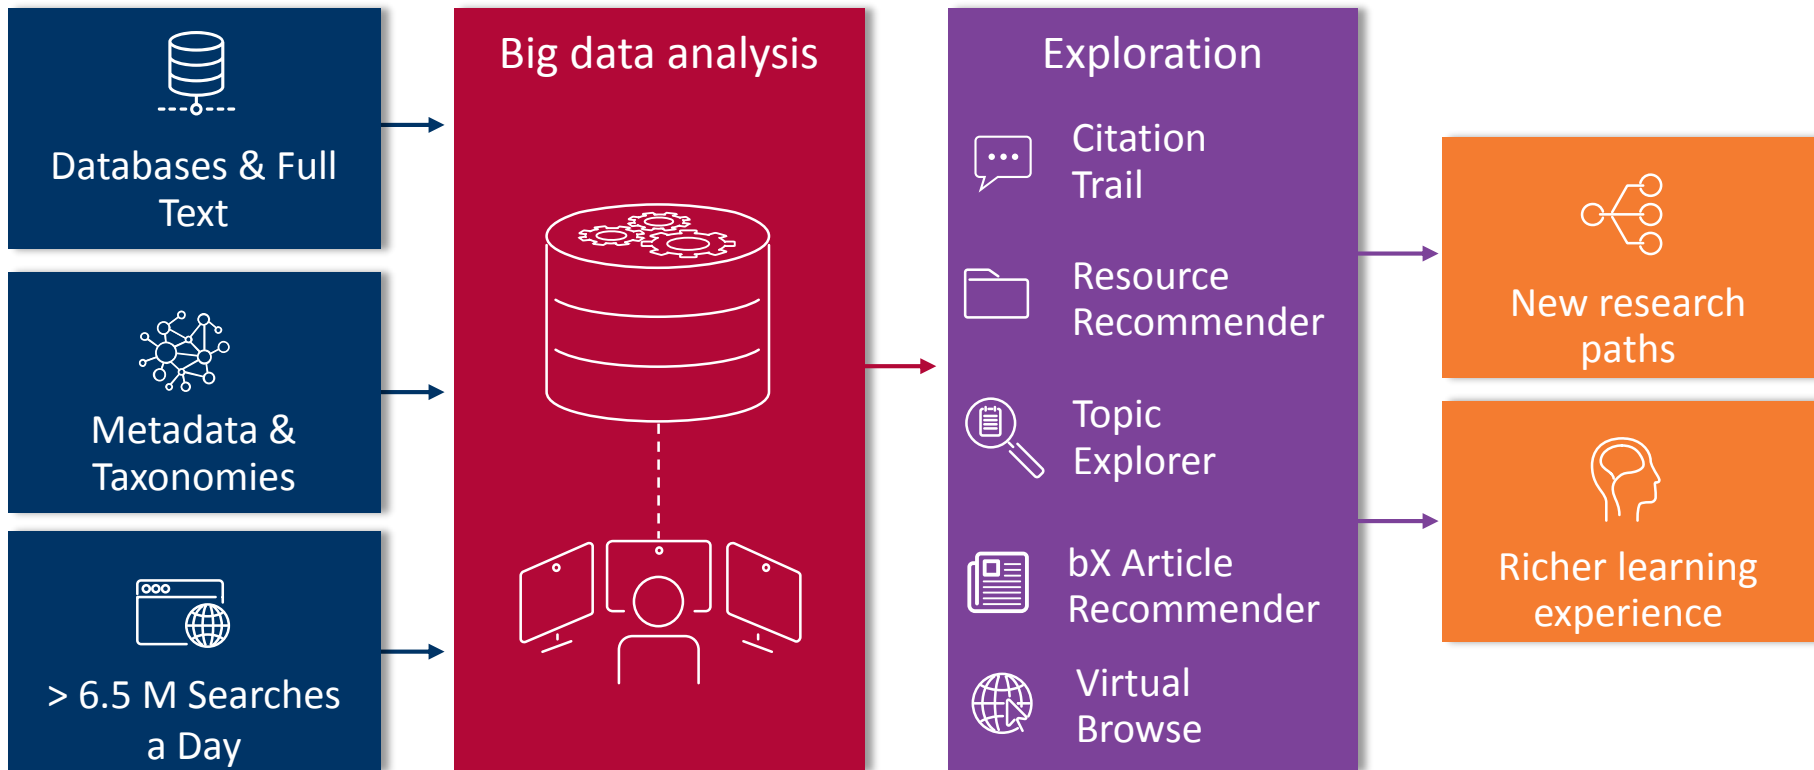 Databases & Full
Text
Metadata &
Taxonomies
> 6.5 M Searches
a Day
Big data analysis
Exploration
Citation
Trail
Resource
Recommender
Topic
Explorer
bX Article
Recommender
Virtual
Browse
New research
paths
Richer learning
experience